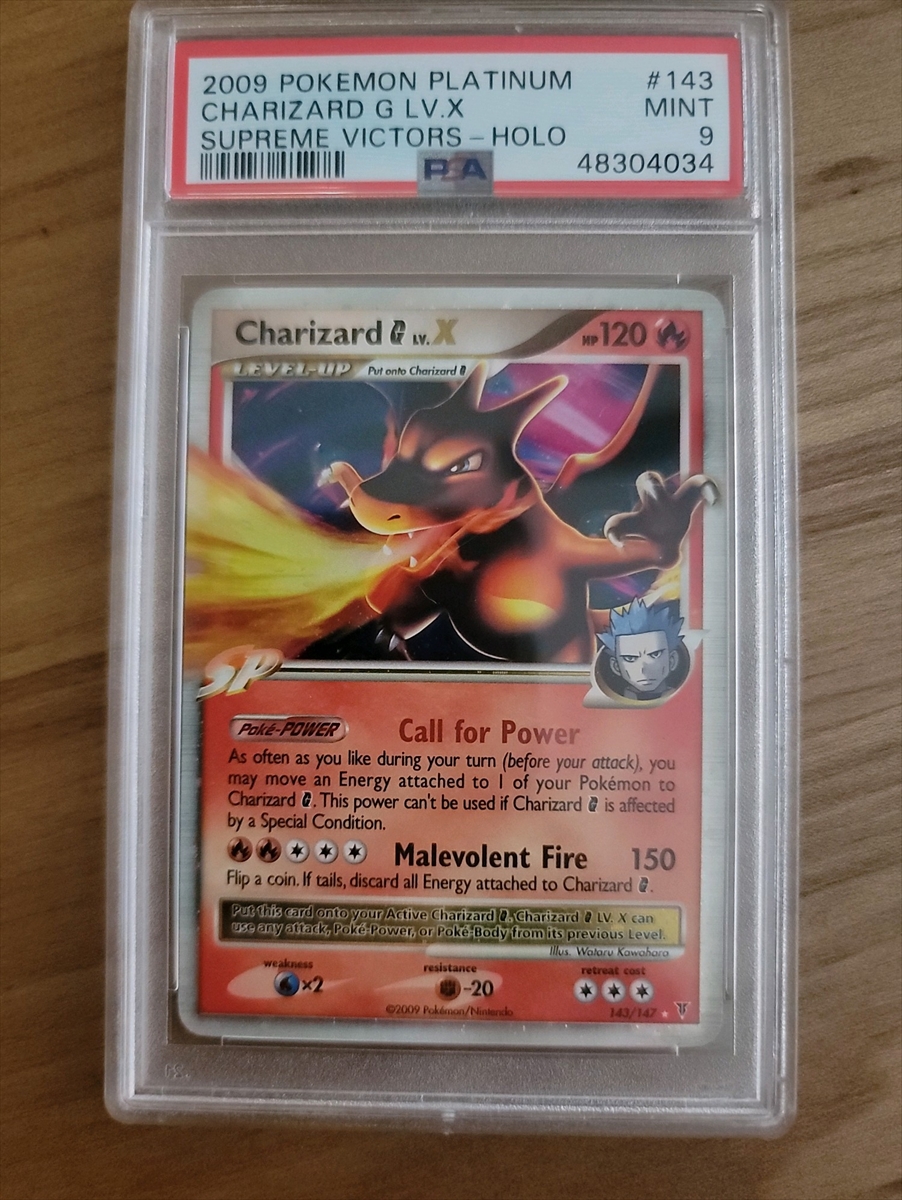 2009 POKEMON PLATINUM #143
CHARIZARD G LV.X MINT
SUPREME VICTORS - HOLO 9
PSA 48304034
Charizard G LV.X HP 120
LEVEL-UP Put onto Charizard G
SP
Poké-POWER Call for Power
As often as you like during your turn (before your attack), you
may move an Energy attached to 1 of your Pokémon to
Charizard G. This power can't be used if Charizard G is affected
by a Special Condition.
Malevolent Fire 150
Flip a coin. If tails, discard all Energy attached to Charizard G.
Put this card onto your Active Charizard G. Charizard G LV. X can
use any attack, Poké-Power, or Poké-Body from its previous Level.
Illus. Wataru Kawahara
weakness resistance retreat cost
×2 -20
©2009 Pokémon/Nintendo 143/147